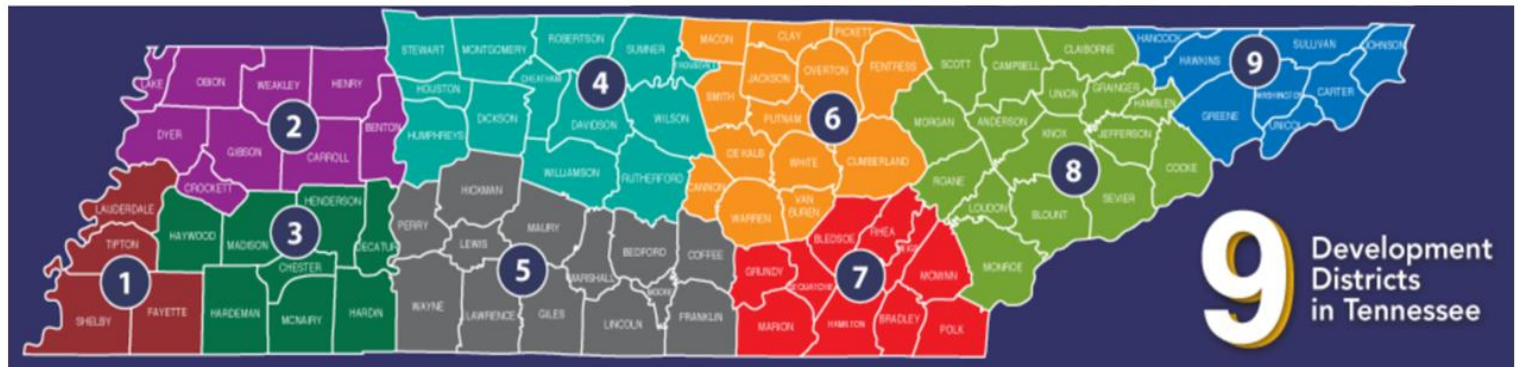 LAKE
OBION
WEAKLEY
HENRY
2
DYER
BENTON
GIBSON
CARROLL
CROCKETT
LAUDERDALE
TIPTON
1
SHELBY
FAYETTE
HENDERSON
HAYWOOD
MADISON
3
DECATUR
CHESTER
HARDEMAN
MCNAIRY
HARDIN
STEWART
MONTGOMERY
ROBERTSON
SUMNER
TROUSDALE
CHEATHAM
4
HOUSTON
DICKSON
DAVIDSON
WILSON
HUMPHREYS
WILLIAMSON
RUTHERFORD
HICKMAN
PERRY
MAURY
LEWIS
BEDFORD
COFFEE
5
MARSHALL
MOORE
WAYNE
LAWRENCE
GILES
LINCOLN
FRANKLIN
MACON
CLAY
PICKETT
JACKSON
OVERTON
FENTRESS
SMITH
PUTNAM
6
DE KALB
WHITE
CUMBERLAND
CANNON
WARREN
VAN
BUREN
BLEDSOE
RHEA
GRUNDY
7
MCMINN
MARION
HAMILTON
BRADLEY
POLK
SCOTT
CAMPBELL
CLAIBORNE
UNION
GRAINGER
HAMBLEN
MORGAN
ANDERSON
KNOX
JEFFERSON
8
COCKE
ROANE
LOUDON
BLOUNT
SEVIER
MONROE
HANCOCK
HAWKINS
9
SULLIVAN
JOHNSON
GREENE
WASHINGTON
CARTER
UNICOI
9
Development
Districts
in Tennessee